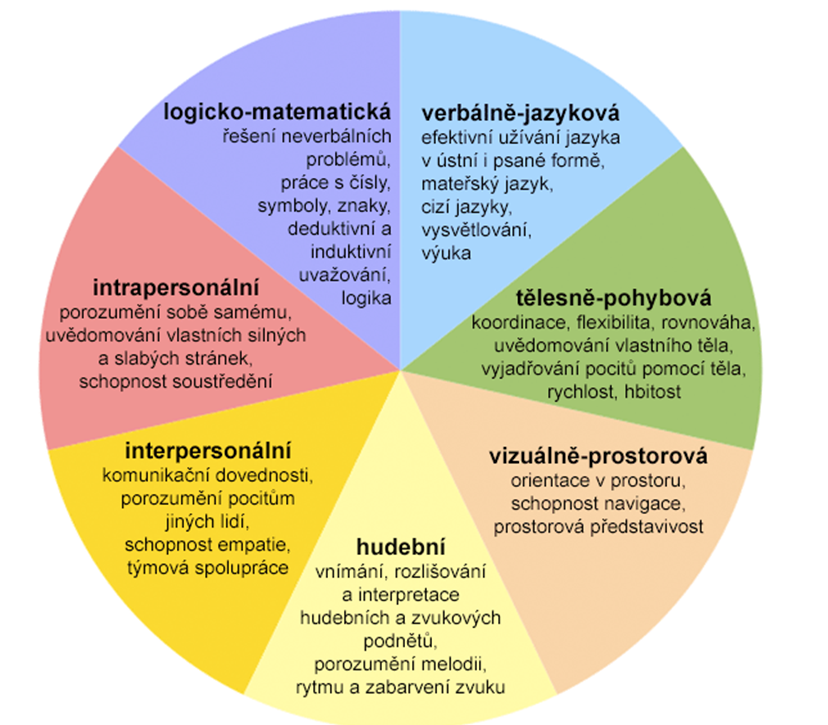 logicko-matematická
řešení neverbálních
problémů,
práce s čísly,
symboly, znaky,
deduktivní a
induktivní
uvažování,
logika
verbálně-jazyková
efektivní užívání jazyka
v ústní i psané formě,
mateřský jazyk,
cizí jazyky,
vysvětlování,
výuka
tělesně-pohybová
koordinace, flexibilita, rovnováha,
uvědomování vlastního těla,
vyjadřování pocitů pomocí těla,
rychlost, hbitost
vizuálně-prostorová
orientace v prostoru,
schopnost navigace,
prostorová představivost
hudební
vnímání, rozlišování
a interpretace
hudebních a zvukových
podnětů,
porozumění melodii,
rytmu a zabarvení zvuku
interpersonální
komunikační dovednosti,
porozumění pocitům
jiných lidí,
schopnost empatie,
týmová spolupráce
intrapersonální
porozumění sobě samému,
uvědomování vlastních silných
a slabých stránek,
schopnost soustředění